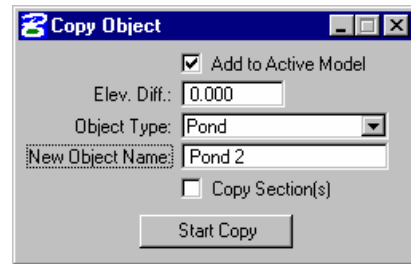 Copy Object
Add to Active Model
Elev. Diff.: 0.000
Object Type: Pond
New Object Name: Pond 2
Copy Section(s)
Start Copy